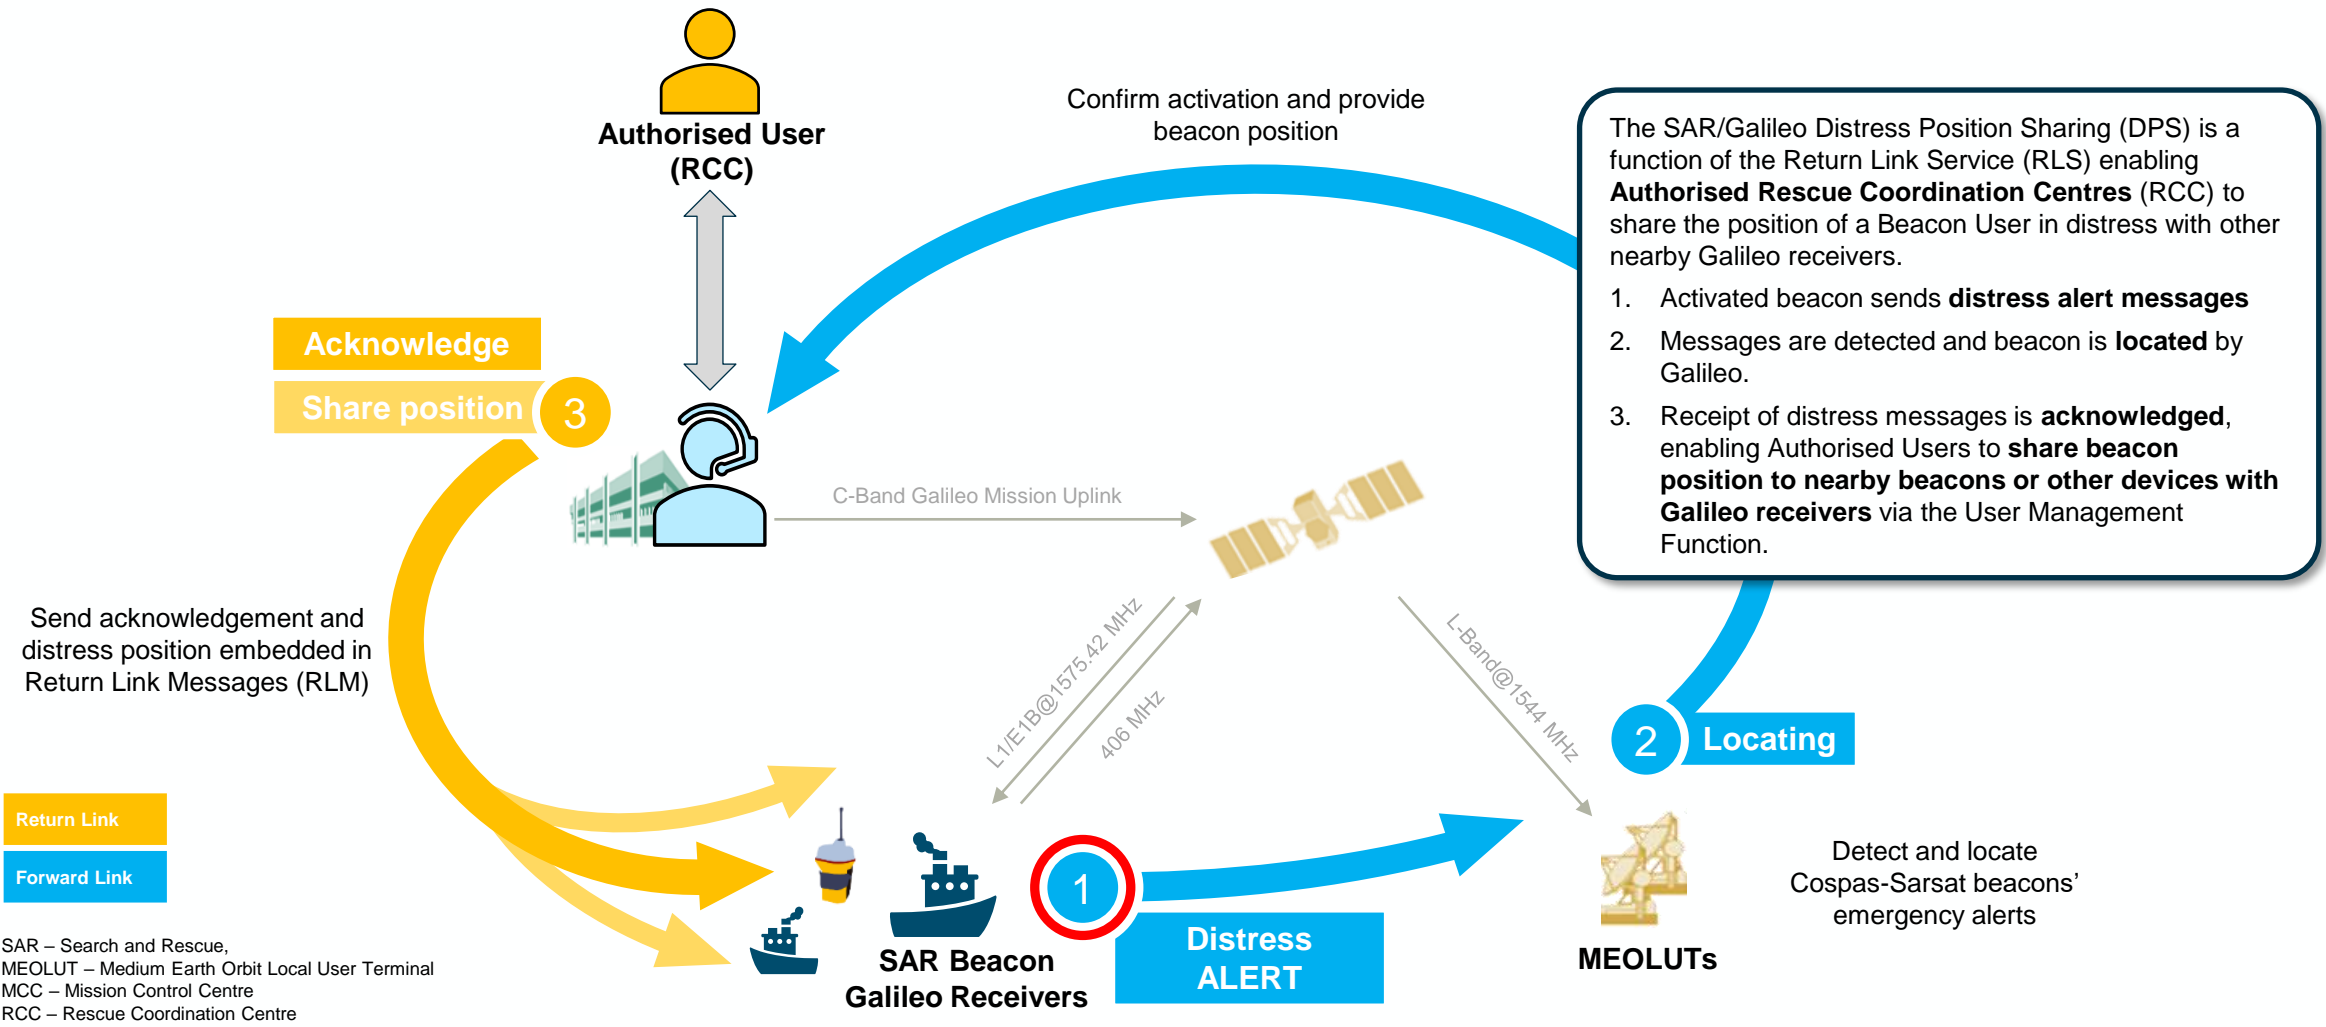 Authorised User
(RCC)
Confirm activation and provide
beacon position
The SAR/Galileo Distress Position Sharing (DPS) is a
function of the Return Link Service (RLS) enabling
Authorised Rescue Coordination Centres (RCC) to
share the position of a Beacon User in distress with other
nearby Galileo receivers.
1. Activated beacon sends distress alert messages
2. Messages are detected and beacon is located by
Galileo.
3. Receipt of distress messages is acknowledged,
enabling Authorised Users to share beacon
position to nearby beacons or other devices with
Galileo receivers via the User Management
Function.
Acknowledge
Share position
3
C-Band Galileo Mission Uplink
Send acknowledgement and
distress position embedded in
Return Link Messages (RLM)
L1/E1B@1575.42 MHz
406 MHz
L-Band@1544 MHz
2
Locating
Return Link
Forward Link
1
Distress
ALERT
SAR Beacon
Galileo Receivers
MEOLUTs
Detect and locate
Cospas-Sarsat beacons’
emergency alerts
SAR – Search and Rescue,
MEOLUT – Medium Earth Orbit Local User Terminal
MCC – Mission Control Centre
RCC – Rescue Coordination Centre